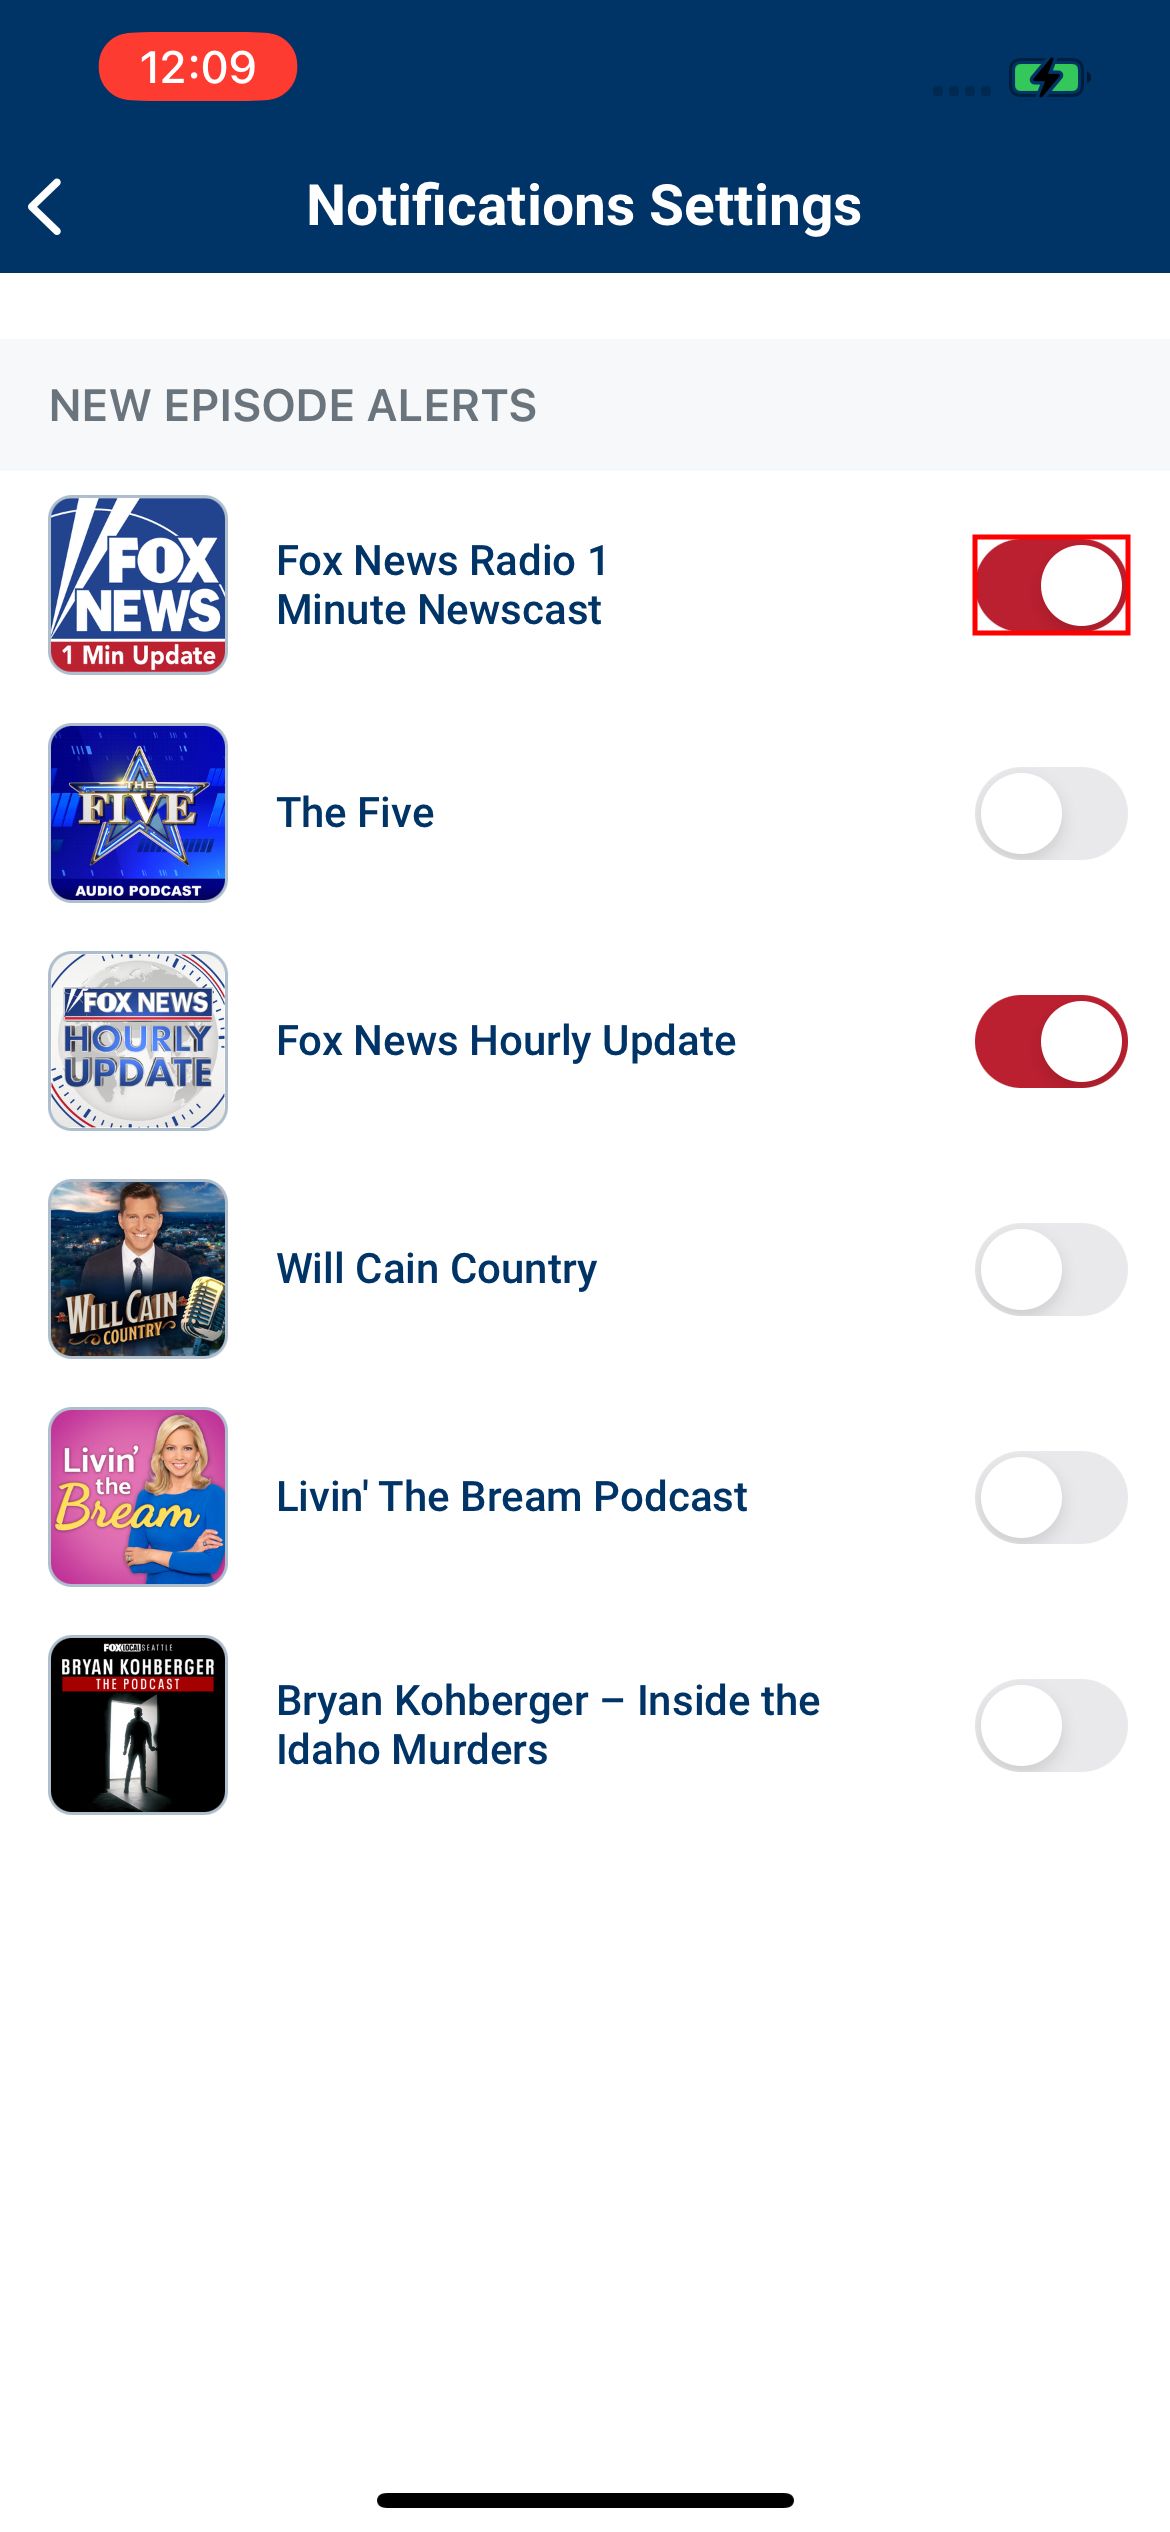 12:09
Notifications Settings
NEW EPISODE ALERTS
FOX
NEWS
1 Min Update
Fox News Radio 1
Minute Newscast
THE
FIVE
AUDIO PODCAST
The Five
FOX NEWS
HOURLY
UPDATE
Fox News Hourly Update
WILL CAIN
COUNTRY
Will Cain Country
Livin'
the
Bream
Livin' The Bream Podcast
FOX LOCAL SEATTLE
BRYAN KOHBERGER
THE PODCAST
Bryan Kohberger – Inside the
Idaho Murders